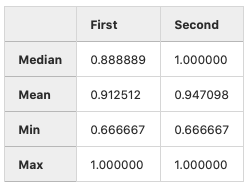 First Second
Median 0.888889 1.000000
Mean 0.912512 0.947098
Min 0.666667 0.666667
Max 1.000000 1.000000